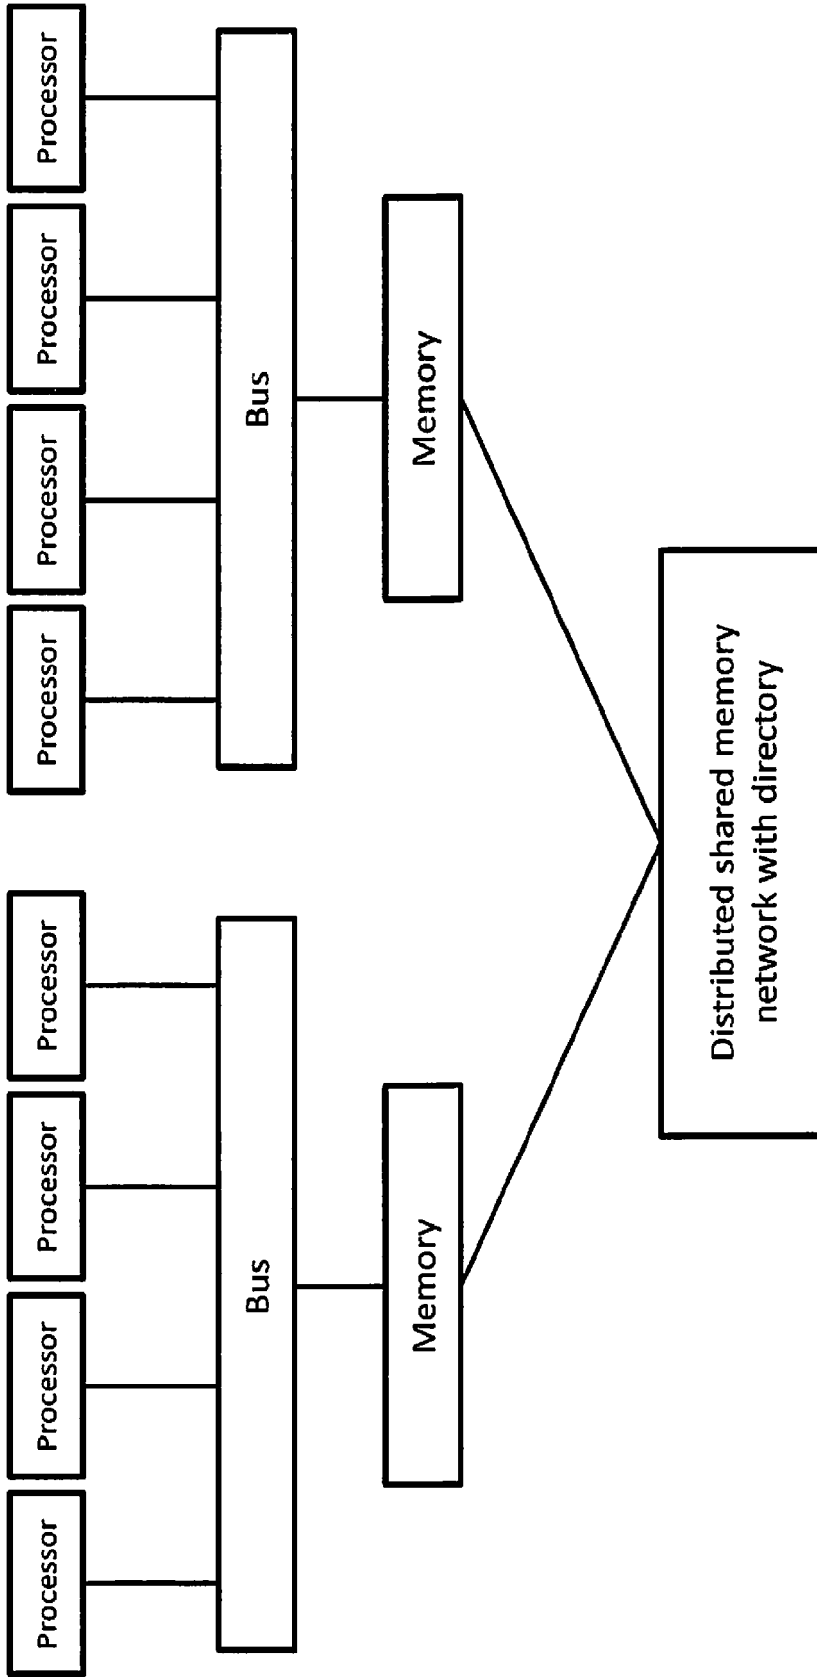 Processor
Processor
Processor
Processor
Processor
Processor
Processor
Processor
Bus
Bus
Memory
Memory
Distributed shared memory
network with directory